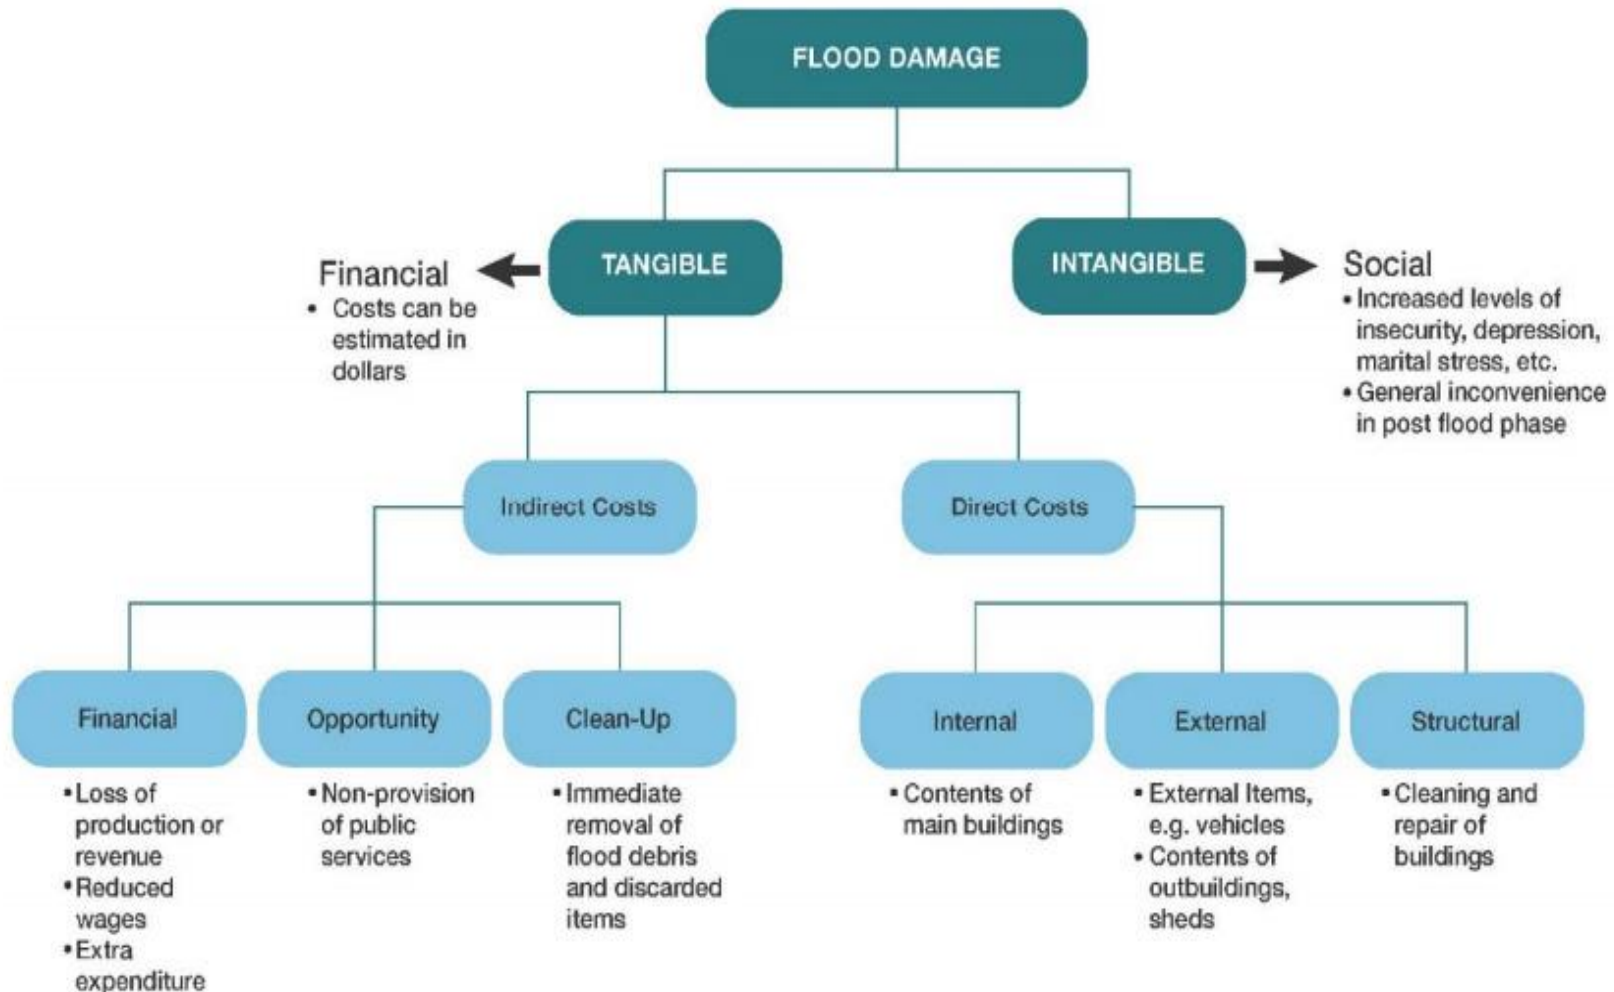 FLOOD DAMAGE
TANGIBLE
INTANGIBLE
Financial
• Costs can be
estimated in
dollars
Social
• Increased levels of
insecurity, depression,
marital stress, etc.
• General inconvenience
in post flood phase
Indirect Costs
Direct Costs
Financial
• Loss of
production or
revenue
• Reduced
wages
• Extra
expenditure
Opportunity
• Non-provision
of public
services
Clean-Up
• Immediate
removal of
flood debris
and discarded
items
Internal
• Contents of
main buildings
External
• External Items,
e.g. vehicles
• Contents of
outbuildings,
sheds
Structural
• Cleaning and
repair of
buildings